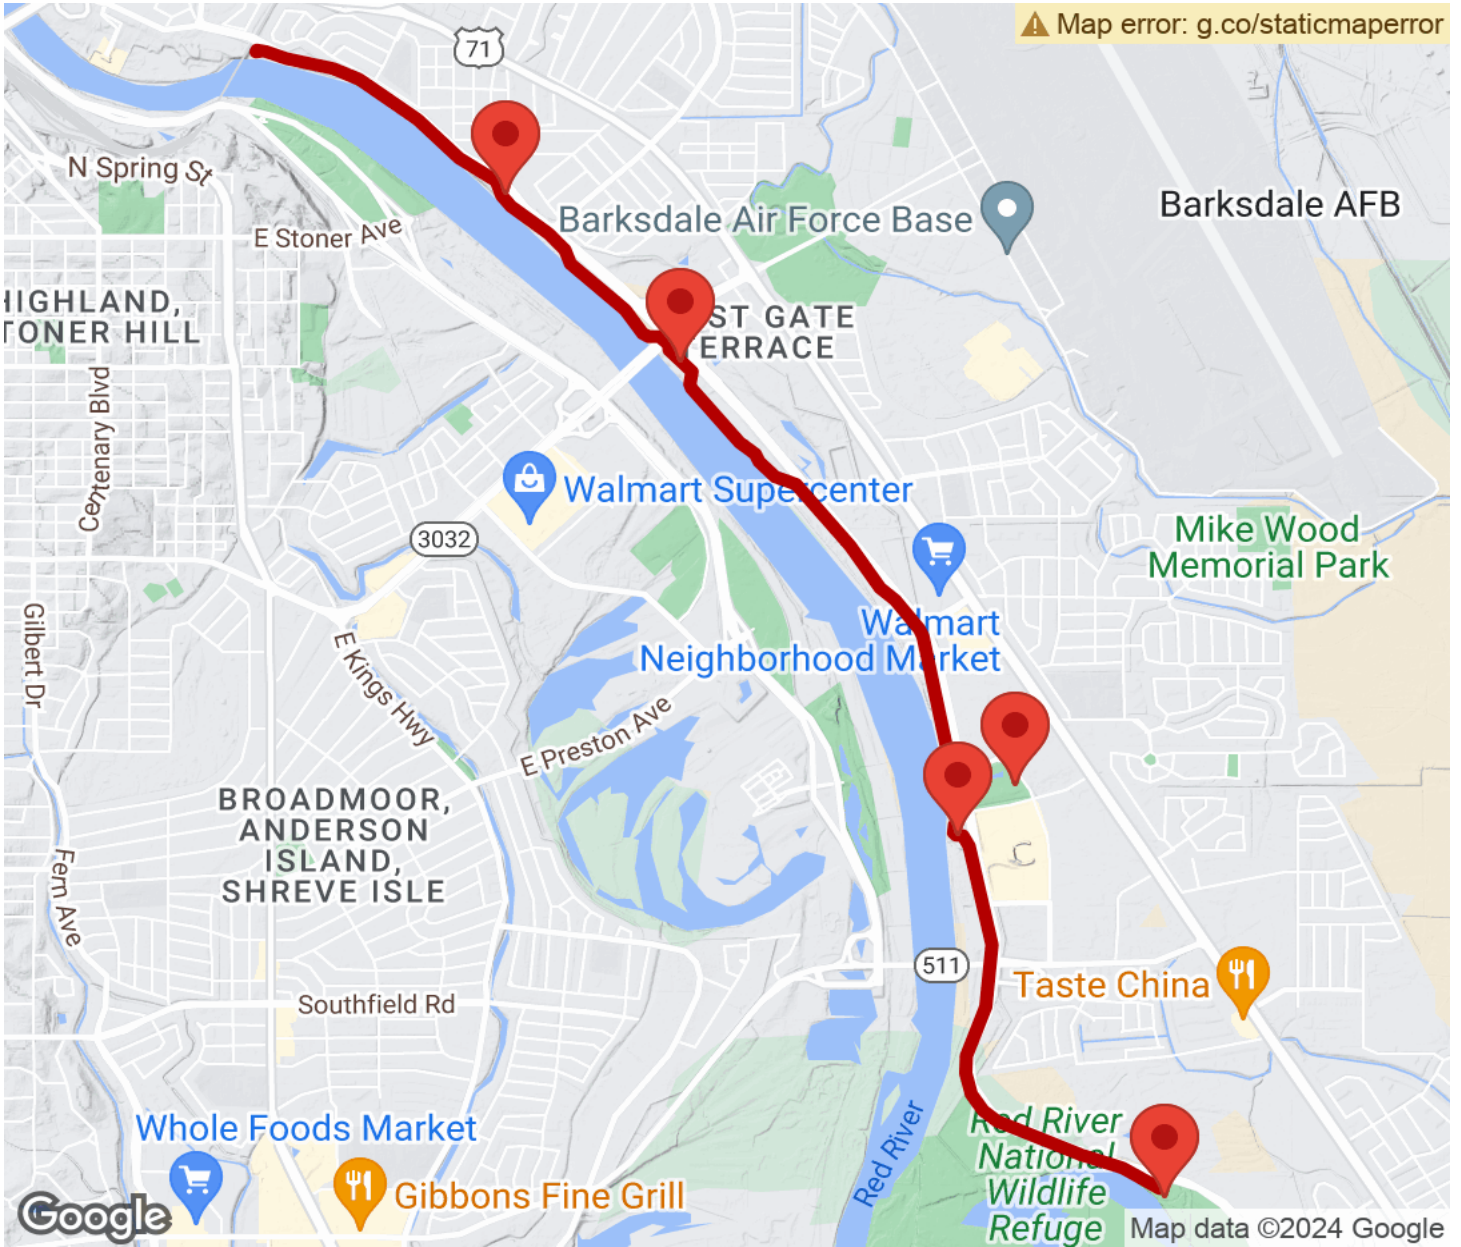 Map error: g.co/staticmaperror
71
N Spring St
Barksdale AFB
Barksdale Air Force Base
E Stoner Ave
HIGHLAND,
TONER HILL
ST GATE
ERRACE
Centenary Blvd
Walmart Supercenter
3032
Mike Wood
Memorial Park
Gilbert Dr
Walmart
Neighborhood Market
E Kings Hwy
E Preston Ave
BROADMOOR,
ANDERSON
ISLAND,
SHREVE ISLE
Fern Ave
511
Taste China
Southfield Rd
Red River
Red River
National
Wildlife
Refuge
Whole Foods Market
Gibbons Fine Grill
Google
Map data ©2024 Google